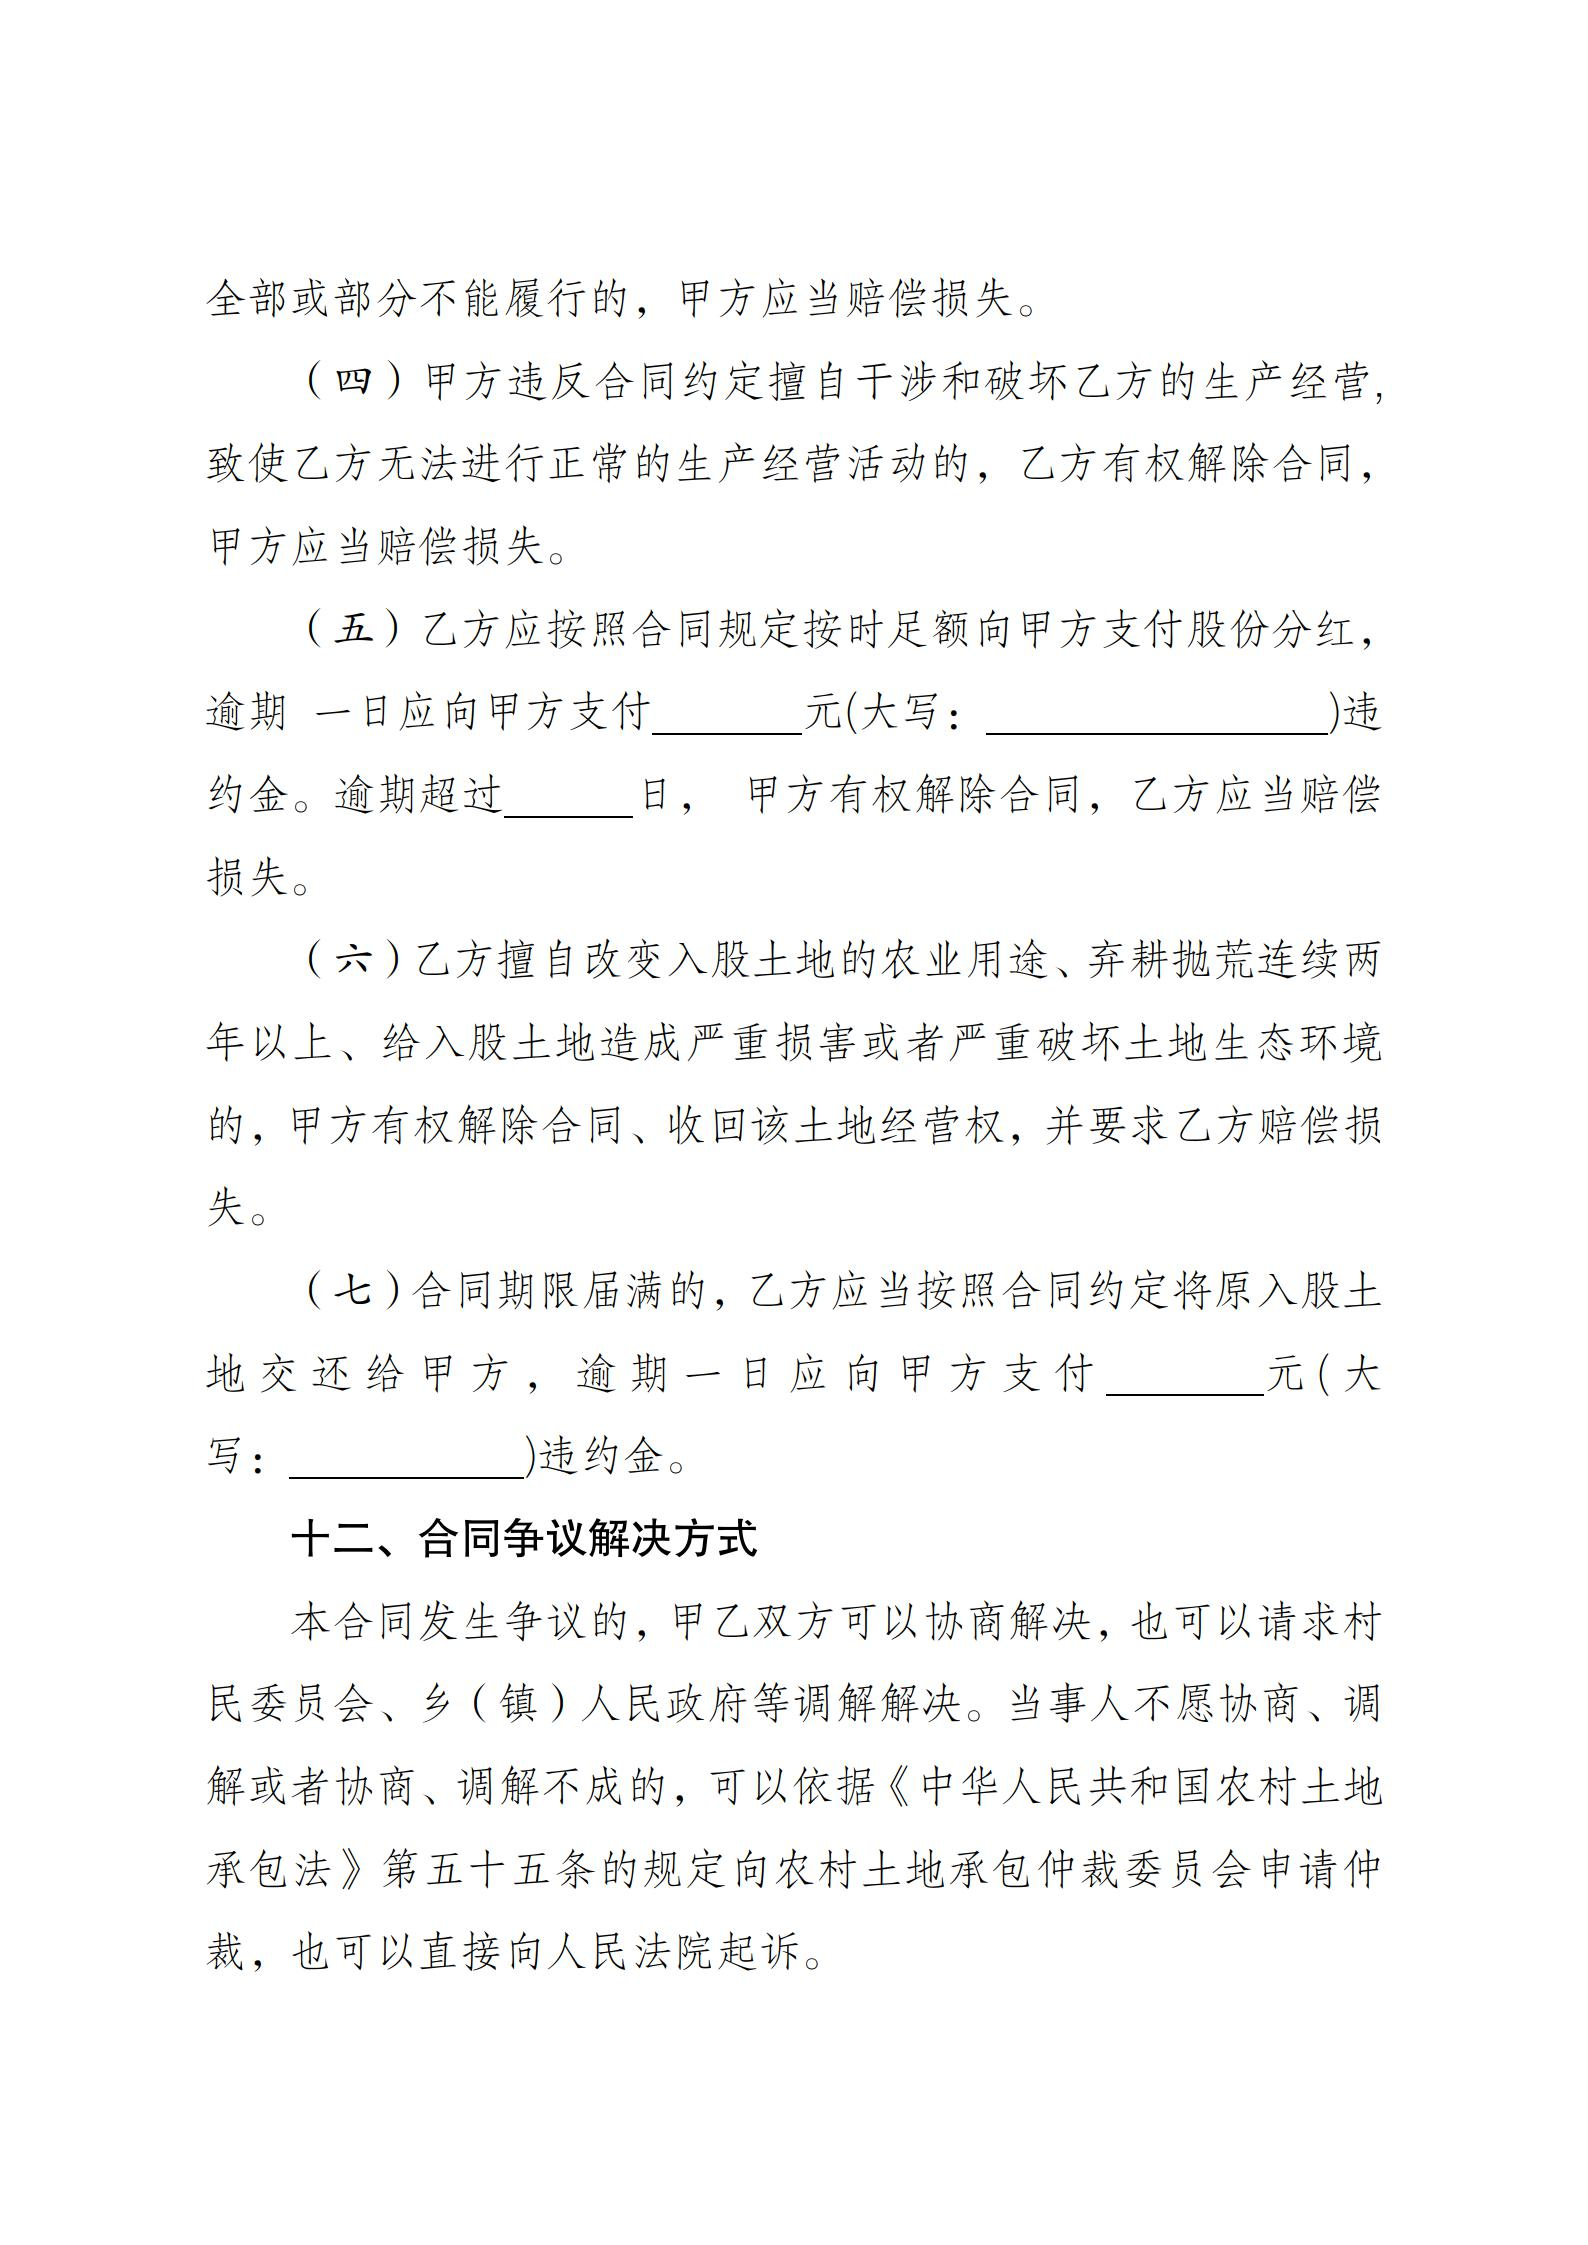 全部或部分不能履行的，甲方应当赔偿损失。
（四）甲方违反合同约定擅自干涉和破坏乙方的生产经营,
致使乙方无法进行正常的生产经营活动的，乙方有权解除合同，
甲方应当赔偿损失。
（五）乙方应按照合同规定按时足额向甲方支付股份分红，
逾期 一日应向甲方支付_______元(大写：________________)违
约金。逾期超过______日， 甲方有权解除合同，乙方应当赔偿
损失。
（六）乙方擅自改变入股土地的农业用途、弃耕抛荒连续两
年以上、给入股土地造成严重损害或者严重破坏土地生态环境
的，甲方有权解除合同、收回该土地经营权，并要求乙方赔偿损
失。
（七）合同期限届满的，乙方应当按照合同约定将原入股土
地交还给甲方，逾期一日应向甲方支付_______元(大
写：___________)违约金。
十二、合同争议解决方式
本合同发生争议的，甲乙双方可以协商解决，也可以请求村
民委员会、乡（镇）人民政府等调解解决。当事人不愿协商、调
解或者协商、调解不成的，可以依据《中华人民共和国农村土地
承包法》第五十五条的规定向农村土地承包仲裁委员会申请仲
裁，也可以直接向人民法院起诉。